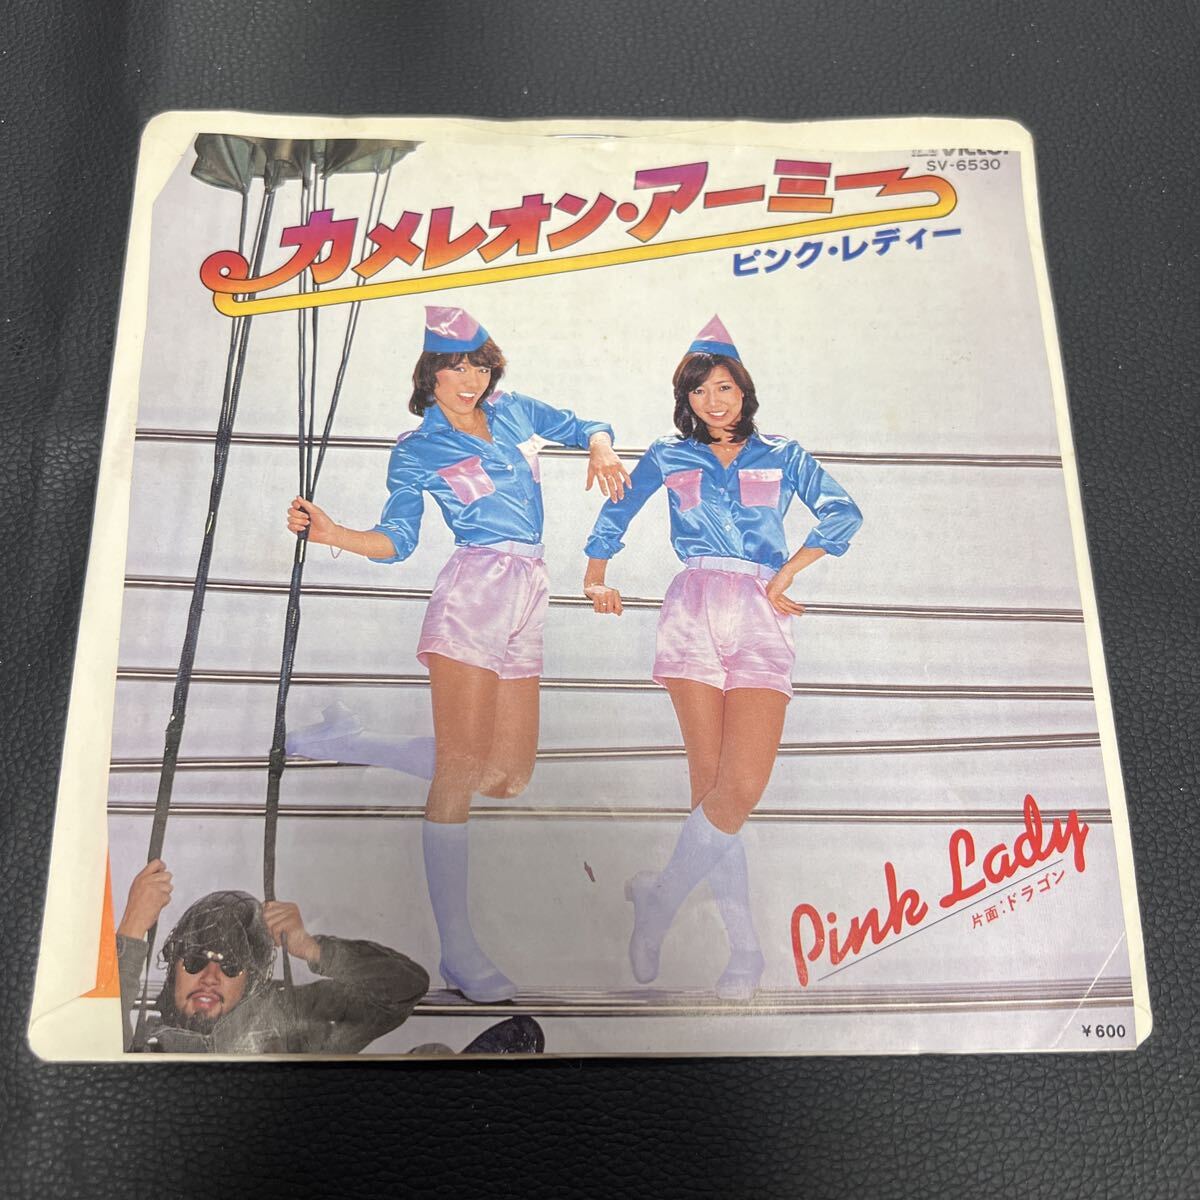 Victor
SV-6530
カメレオン・アーミー
ピンク・レディー
Pink Lady
片面:ドラゴン
¥600